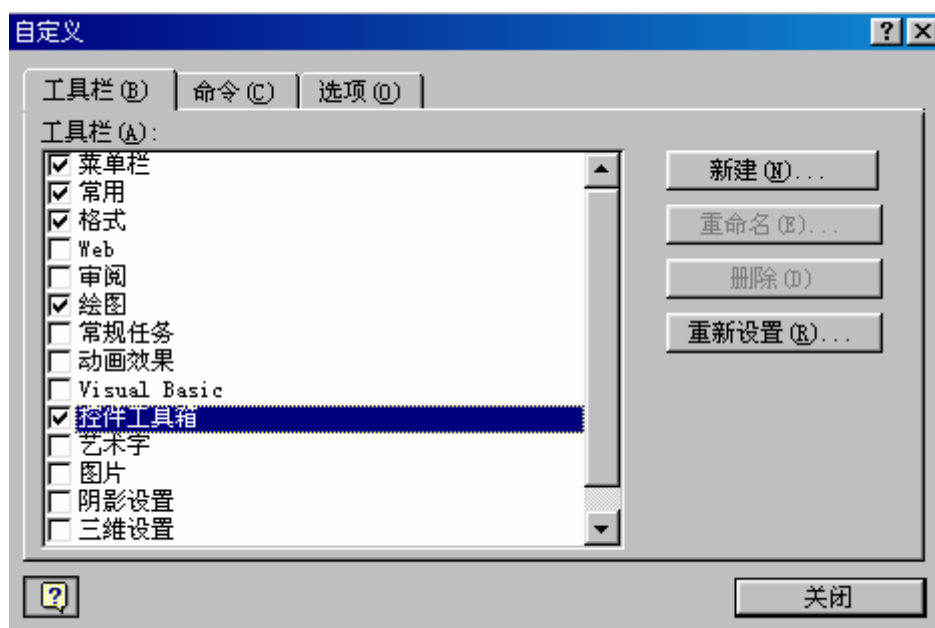 自定义
工具栏(B) 命令(C) 选项(O)
工具栏(A):
菜单栏
常用
格式
Web
审阅
绘图
常规任务
动画效果
Visual Basic
控件工具箱
艺术字
图片
阴影设置
三维设置
新建(N)...
重命名(E)...
删除(D)
重新设置(R)...
关闭